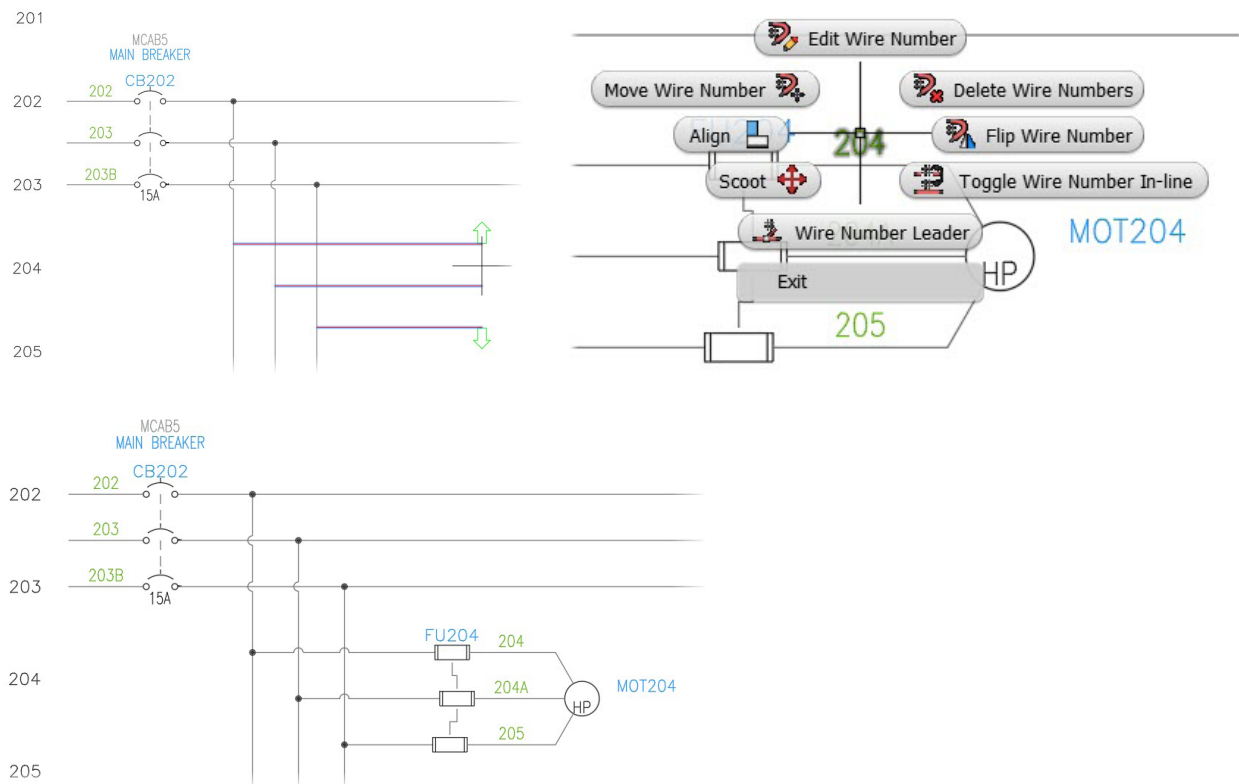 201
MCAB5
MAIN BREAKER
CB202
202
202
203
203B
203
15A
204
205
Edit Wire Number
Move Wire Number
Delete Wire Numbers
FU204
Align
204
Flip Wire Number
Scoot
Toggle Wire Number In-line
Wire Number Leader
204A
MOT204
HP
Exit
205
MCAB5
MAIN BREAKER
CB202
202
202
203
203B
203
15A
FU204
204
204
204A
MOT204
HP
205
205